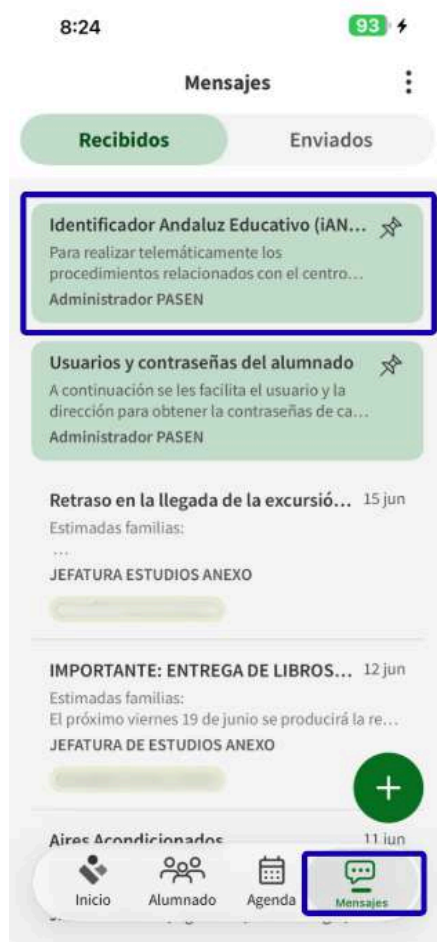 8:24
93
Mensajes
Recibidos
Enviados
Identificador Andaluz Educativo (iAN...
Para realizar telemáticamente los
procedimientos relacionados con el centro...
Administrador PASEN
Usuarios y contraseñas del alumnado
A continuación se les facilita el usuario y la
dirección para obtener la contraseñas de ca...
Administrador PASEN
Retraso en la llegada de la excursió... 15 jun
Estimadas familias:
...
JEFATURA ESTUDIOS ANEXO
IMPORTANTE: ENTREGA DE LIBROS... 12 jun
Estimadas familias:
El próximo viernes 19 de junio se producirá la re...
JEFATURA DE ESTUDIOS ANEXO
Aires Acondicionados 11 jun
Inicio
Alumnado
Agenda
Mensajes